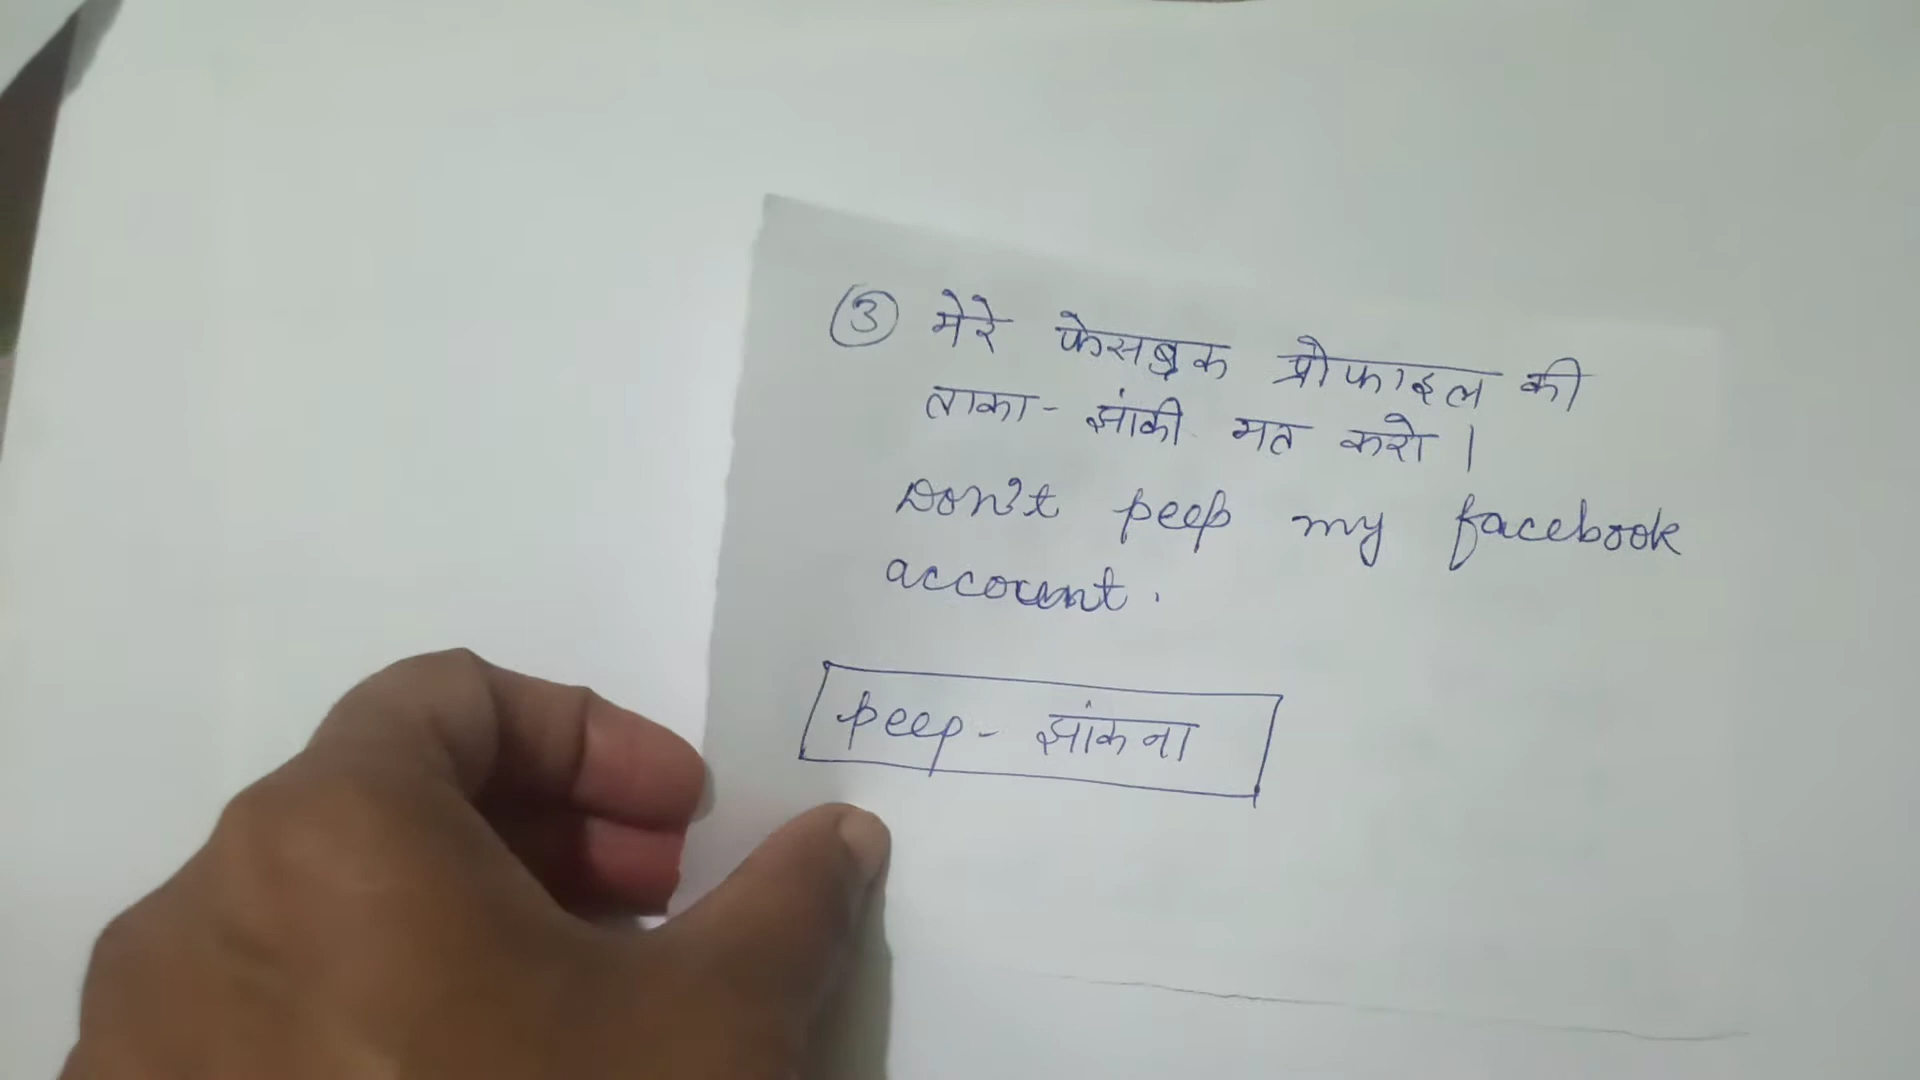 ③ मेरे फेसबुक प्रोफाइल की
ताका-झांकी मत करो।
Don't peep my facebook
account.
peep - झांकना